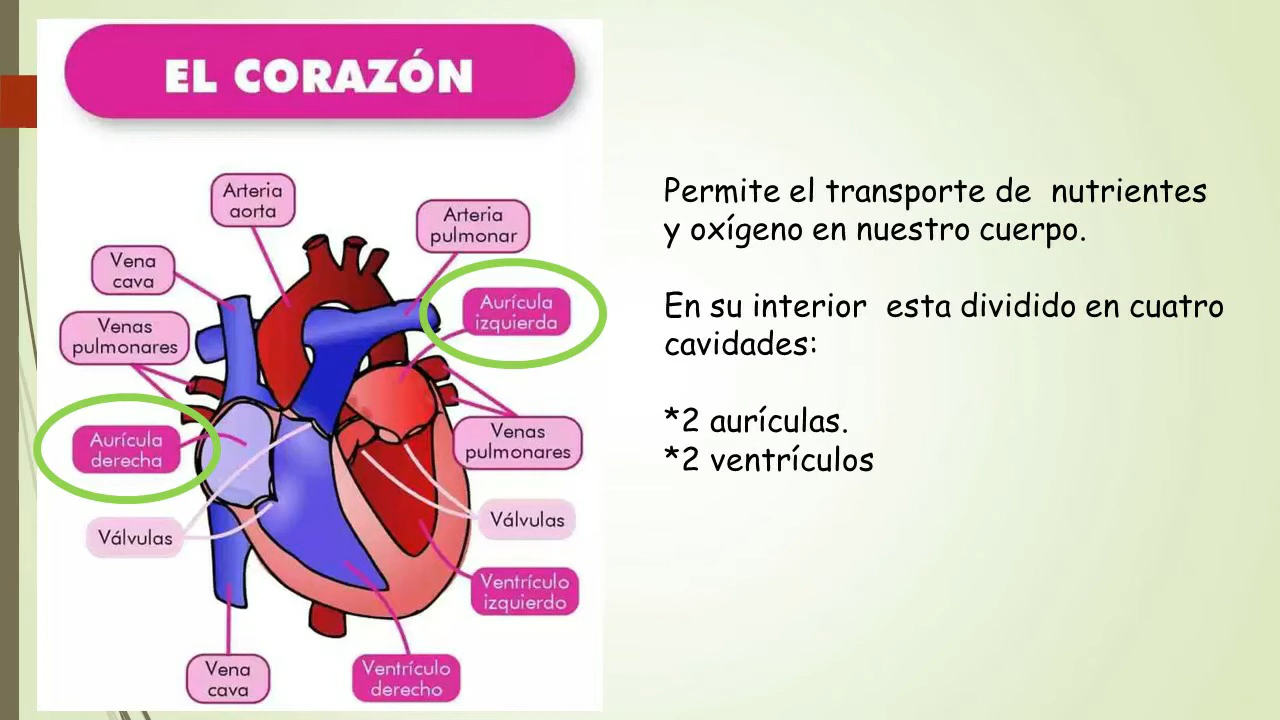 EL CORAZÓN
Arteria
aorta
Arteria
pulmonar
Vena
cava
Aurícula
izquierda
Venas
pulmonares
Aurícula
derecha
Venas
pulmonares
Válvulas
Válvulas
Ventrículo
izquierdo
Vena
cava
Ventrículo
derecho
Permite el transporte de  nutrientes
y oxígeno en nuestro cuerpo.
En su interior  esta dividido en cuatro
cavidades:
*2 aurículas.
*2 ventrículos